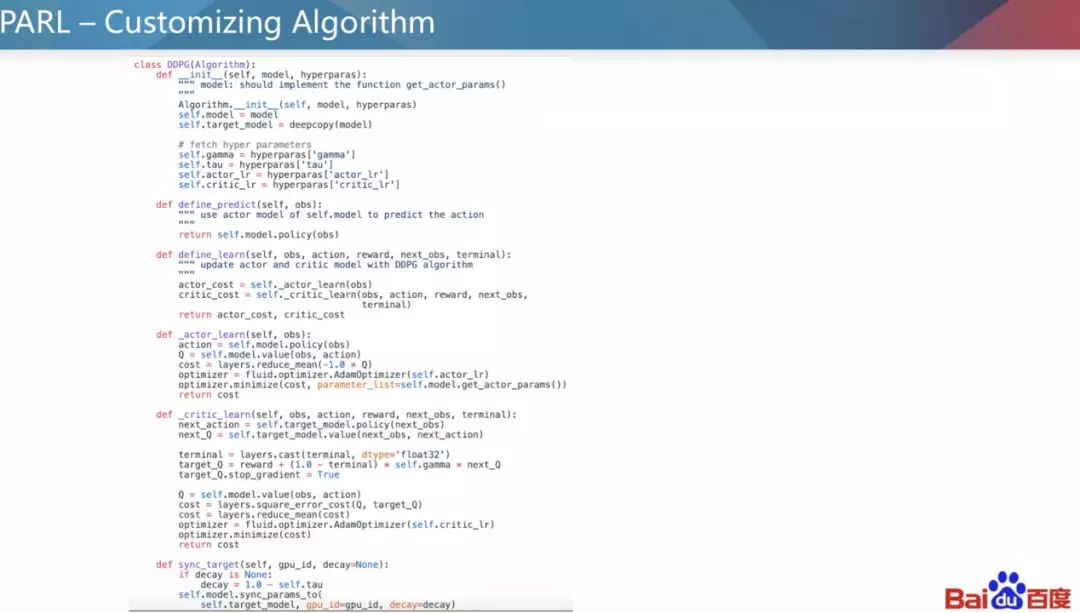 PARL – Customizing Algorithm
class DDPG(Algorithm):
    def __init__(self, model, hyperparas):
        """ model: should implement the function get_actor_params()
        """
        Algorithm.__init__(self, model, hyperparas)
        self.model = model
        self.target_model = deepcopy(model)

        # fetch hyper parameters
        self.gamma = hyperparas['gamma']
        self.tau = hyperparas['tau']
        self.actor_lr = hyperparas['actor_lr']
        self.critic_lr = hyperparas['critic_lr']

    def define_predict(self, obs):
        """ use actor model of self.model to predict the action
        """
        return self.model.policy(obs)

    def define_learn(self, obs, action, reward, next_obs, terminal):
        """ update actor and critic model with DDPG algorithm
        """
        actor_cost = self._actor_learn(obs)
        critic_cost = self._critic_learn(obs, action, reward, next_obs,
                                         terminal)
        return actor_cost, critic_cost

    def _actor_learn(self, obs):
        action = self.model.policy(obs)
        Q = self.model.value(obs, action)
        cost = layers.reduce_mean(-1.0 * Q)
        optimizer = fluid.optimizer.AdamOptimizer(self.actor_lr)
        optimizer.minimize(cost, parameter_list=self.model.get_actor_params())
        return cost

    def _critic_learn(self, obs, action, reward, next_obs, terminal):
        next_action = self.target_model.policy(next_obs)
        next_Q = self.target_model.value(next_obs, next_action)

        terminal = layers.cast(terminal, dtype='float32')
        target_Q = reward + (1.0 - terminal) * self.gamma * next_Q
        target_Q.stop_gradient = True

        Q = self.model.value(obs, action)
        cost = layers.square_error_cost(Q, target_Q)
        cost = layers.reduce_mean(cost)
        optimizer = fluid.optimizer.AdamOptimizer(self.critic_lr)
        optimizer.minimize(cost)
        return cost

    def sync_target(self, gpu_id, decay=None):
        if decay is None:
            decay = 1.0 - self.tau
        self.model.sync_params_to(
            self.target_model, gpu_id=gpu_id, decay=decay)
Bai du 百度